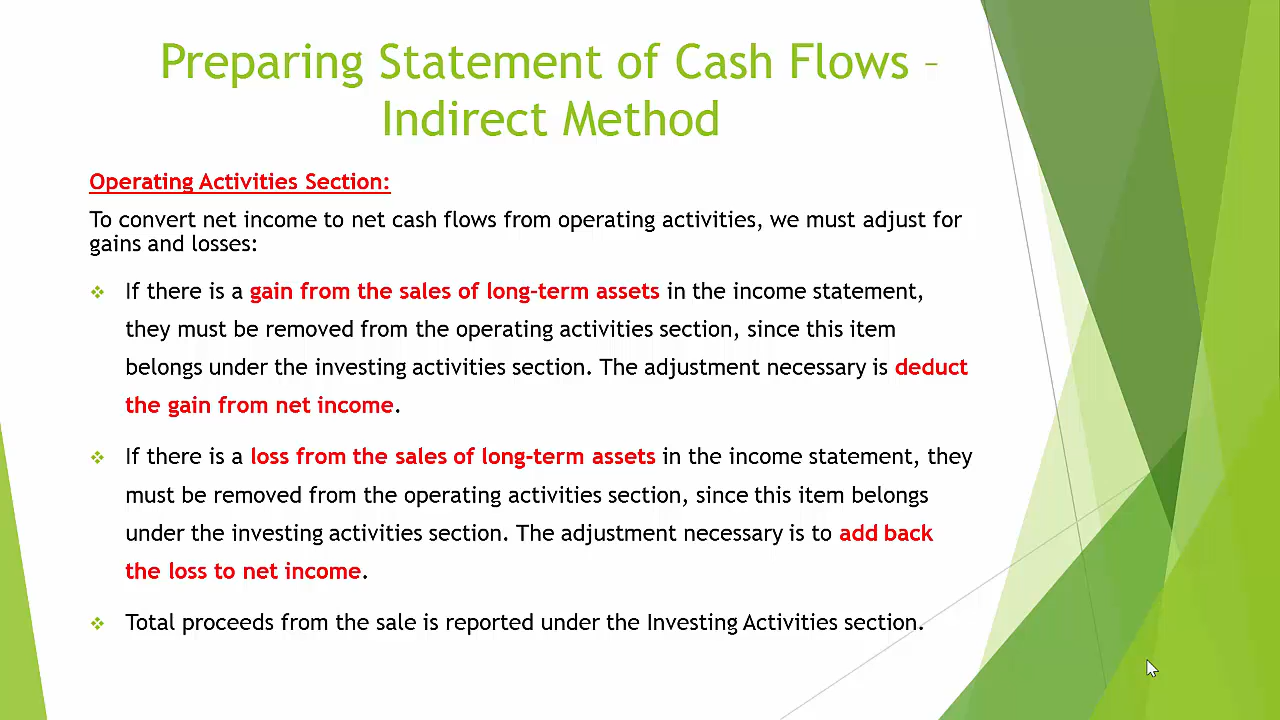 Preparing Statement of Cash Flows –
Indirect Method
Operating Activities Section:
To convert net income to net cash flows from operating activities, we must adjust for
gains and losses:
❖ If there is a gain from the sales of long-term assets in the income statement,
they must be removed from the operating activities section, since this item
belongs under the investing activities section. The adjustment necessary is deduct
the gain from net income.
❖ If there is a loss from the sales of long-term assets in the income statement, they
must be removed from the operating activities section, since this item belongs
under the investing activities section. The adjustment necessary is to add back
the loss to net income.
❖ Total proceeds from the sale is reported under the Investing Activities section.